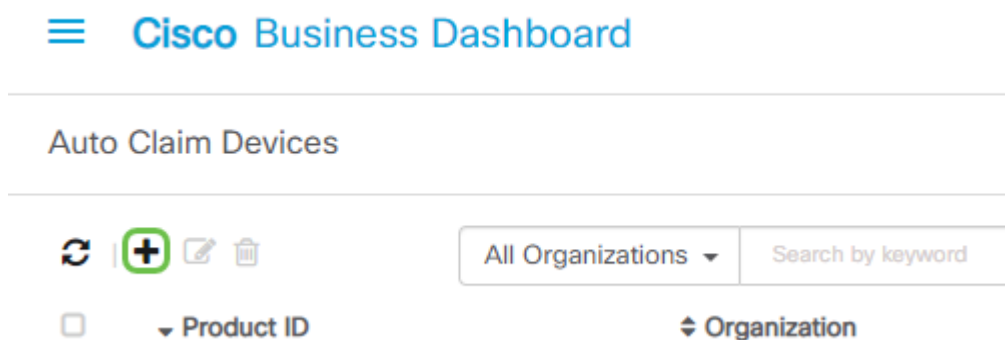 Cisco Business Dashboard
Auto Claim Devices
All Organizations Search by keyword
Product ID Organization